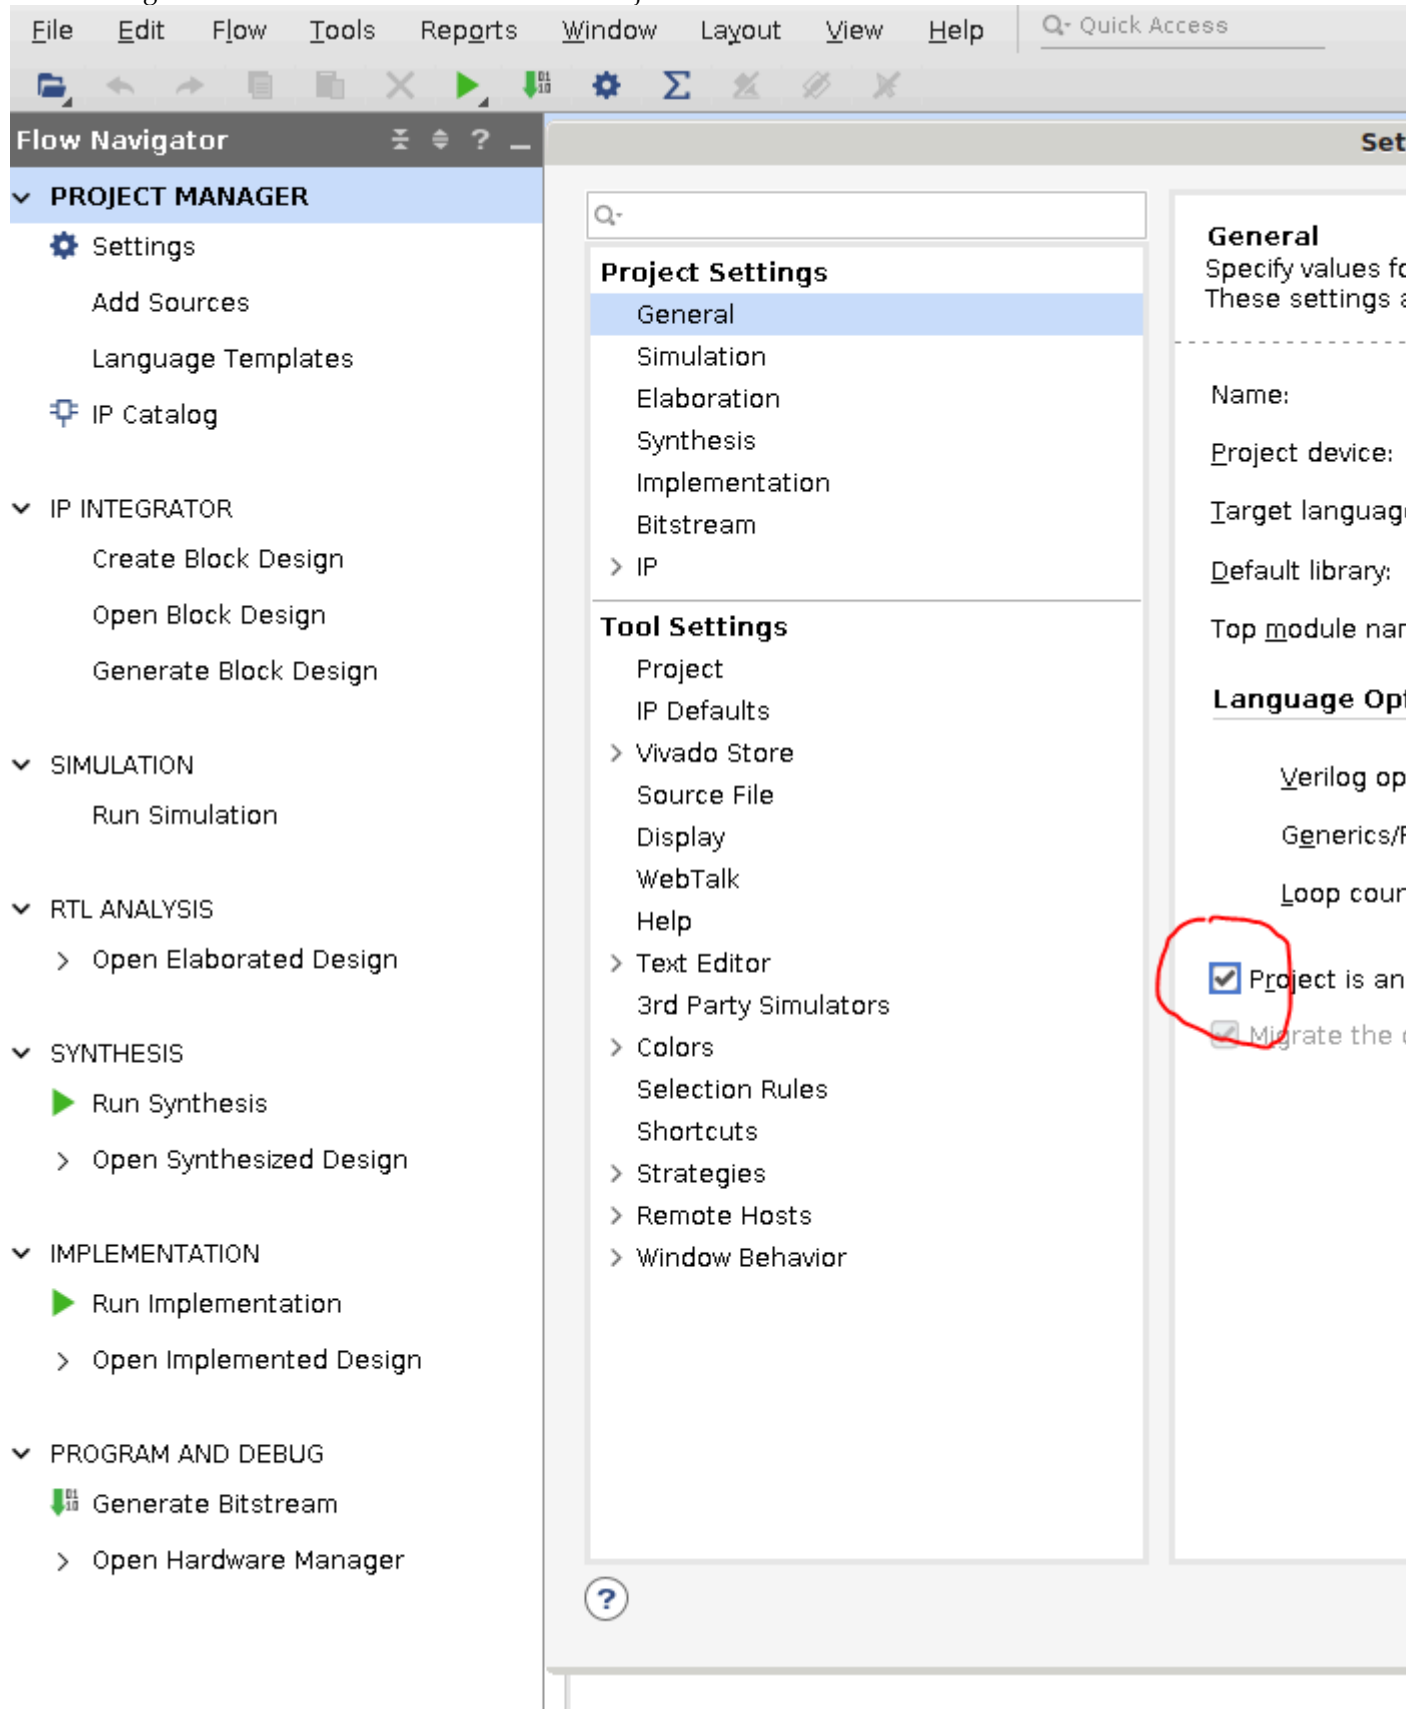 File Edit Flow Tools Reports Window Layout View Help Quick Access
Flow Navigator
PROJECT MANAGER
Settings
Add Sources
Language Templates
IP Catalog
IP INTEGRATOR
Create Block Design
Open Block Design
Generate Block Design
SIMULATION
Run Simulation
RTL ANALYSIS
Open Elaborated Design
SYNTHESIS
Run Synthesis
Open Synthesized Design
IMPLEMENTATION
Run Implementation
Open Implemented Design
PROGRAM AND DEBUG
Generate Bitstream
Open Hardware Manager
Set
Project Settings
General
Simulation
Elaboration
Synthesis
Implementation
Bitstream
IP
Tool Settings
Project
IP Defaults
Vivado Store
Source File
Display
WebTalk
Help
Text Editor
3rd Party Simulators
Colors
Selection Rules
Shortcuts
Strategies
Remote Hosts
Window Behavior
General
Specify values fo
These settings a
Name:
Project device:
Target language
Default library:
Top module nar
Language Opt
Verilog op
Generics/
Loop cour
Project is an
Migrate the